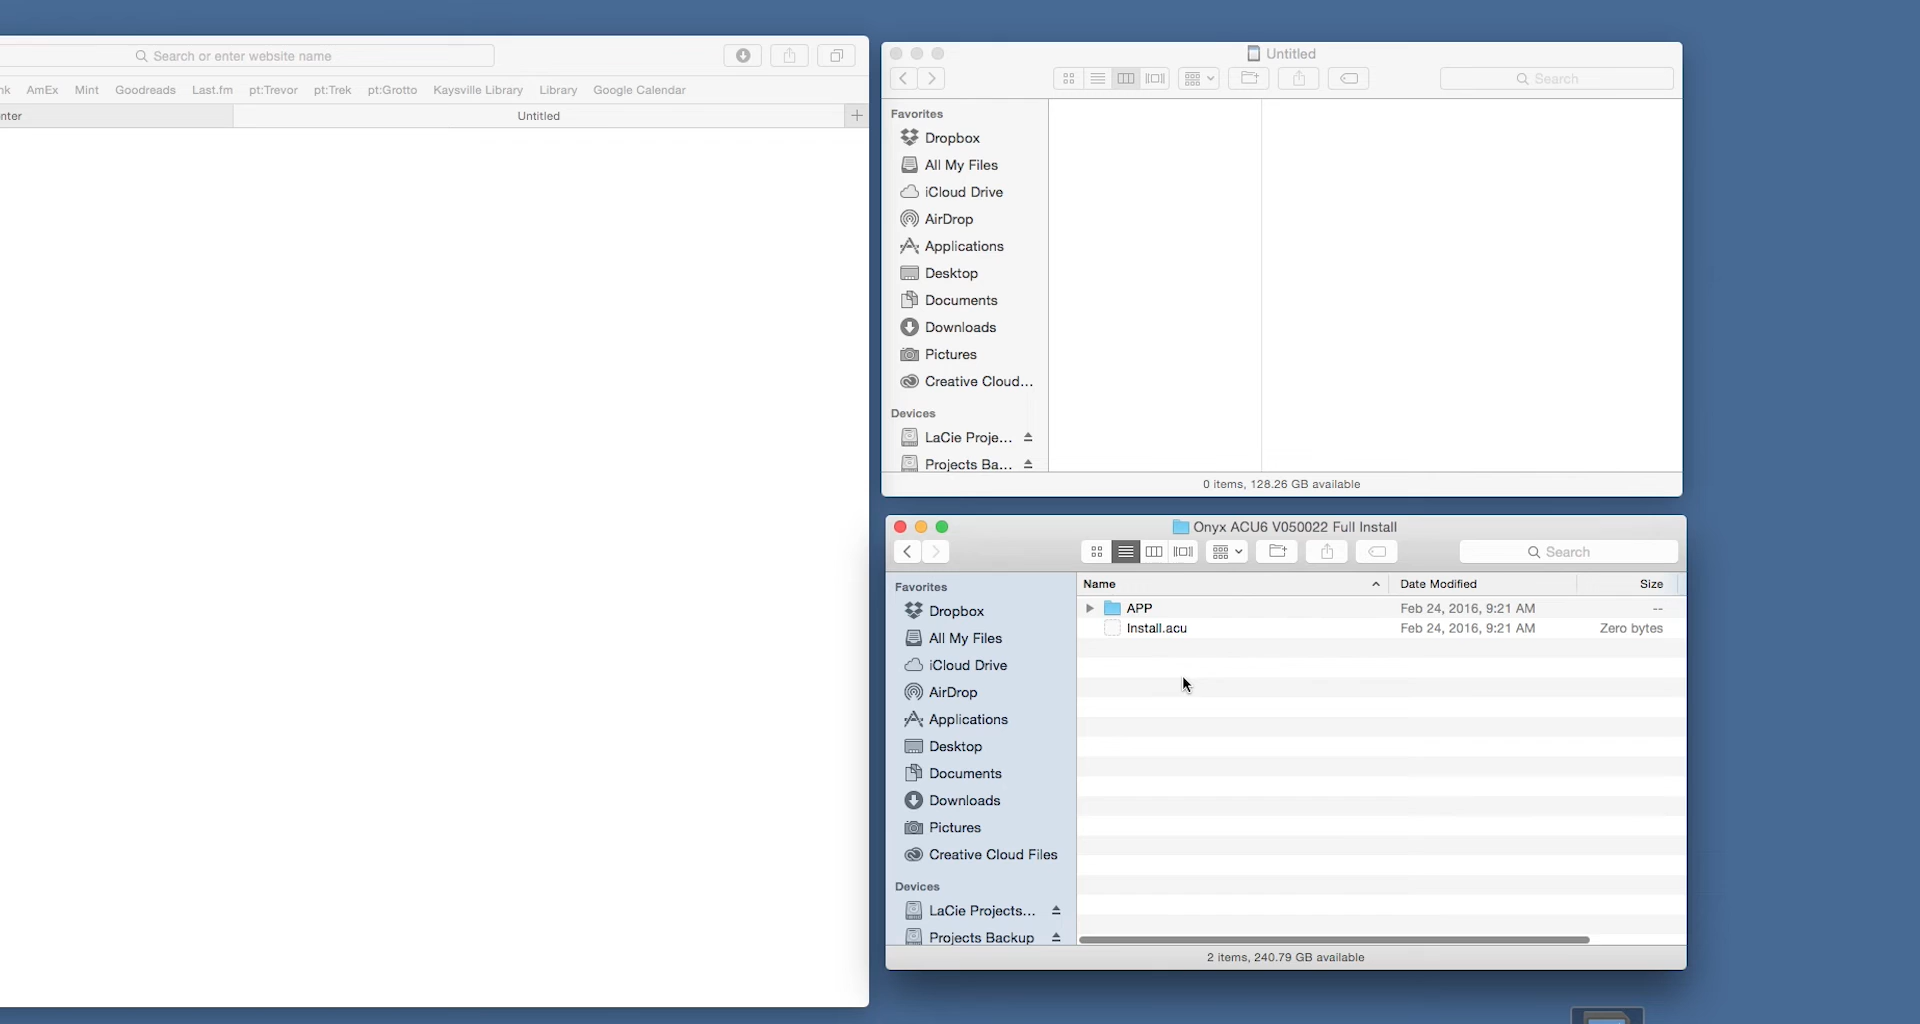 Search or enter website name
nk AmEx Mint Goodreads Last.fm pt:Trevor pt:Trek pt:Grotto Kaysville Library Library Google Calendar
nter Untitled +
Untitled
Search
Favorites
Dropbox
All My Files
iCloud Drive
AirDrop
Applications
Desktop
Documents
Downloads
Pictures
Creative Cloud...
Devices
LaCie Proje...
Projects Ba...
0 items, 128.26 GB available
Onyx ACU6 V050022 Full Install
Search
Favorites
Dropbox
All My Files
iCloud Drive
AirDrop
Applications
Desktop
Documents
Downloads
Pictures
Creative Cloud Files
Devices
LaCie Projects...
Projects Backup
Name Date Modified Size
APP Feb 24, 2016, 9:21 AM --
Install.acu Feb 24, 2016, 9:21 AM Zero bytes
2 items, 240.79 GB available